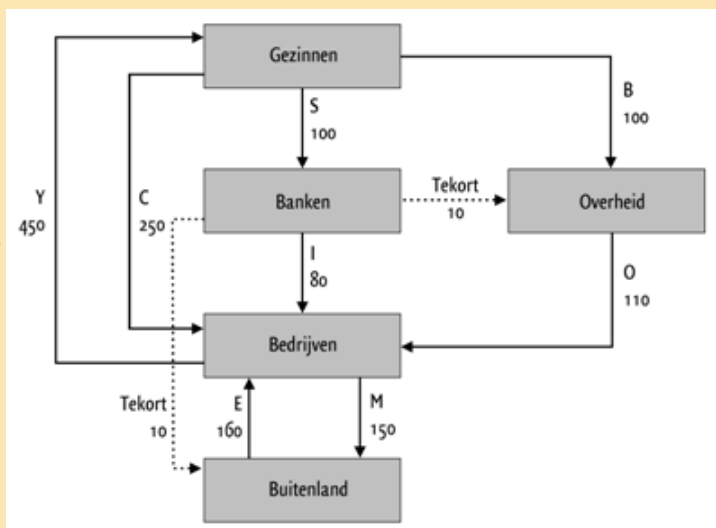 Gezinnen
S
100
B
100
Y
450
C
250
Banken
Tekort
10
Overheid
I
80
O
110
Bedrijven
Tekort
10
E
160
M
150
Buitenland